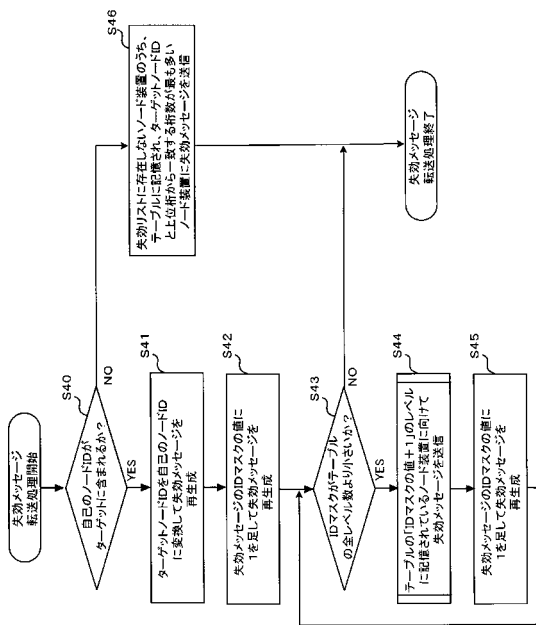 失効メッセージ
転送処理開始
S40
自己のノードIDが
ターゲットに含まれるか?
NO
YES
S41
ターゲットノードIDを自己のノードID
に変換して失効メッセージを
再生成
S42
失効メッセージのIDマスクの値に
1を足して失効メッセージを
再生成
S43
IDマスクがテーブル
の全レベル数より小さいか?
NO
YES
S44
テーブルの「IDマスクの値+1」のレベル
に記憶されているノード装置に向けて
失効メッセージを送信
S45
失効メッセージのIDマスクの値に
1を足して失効メッセージを
再生成
S46
失効リストに存在しないノード装置のうち、
テーブルに記憶され、ターゲットノードID
と上位桁から一致する桁数が最も多い
ノード装置に失効メッセージを送信
失効メッセージ
転送処理終了